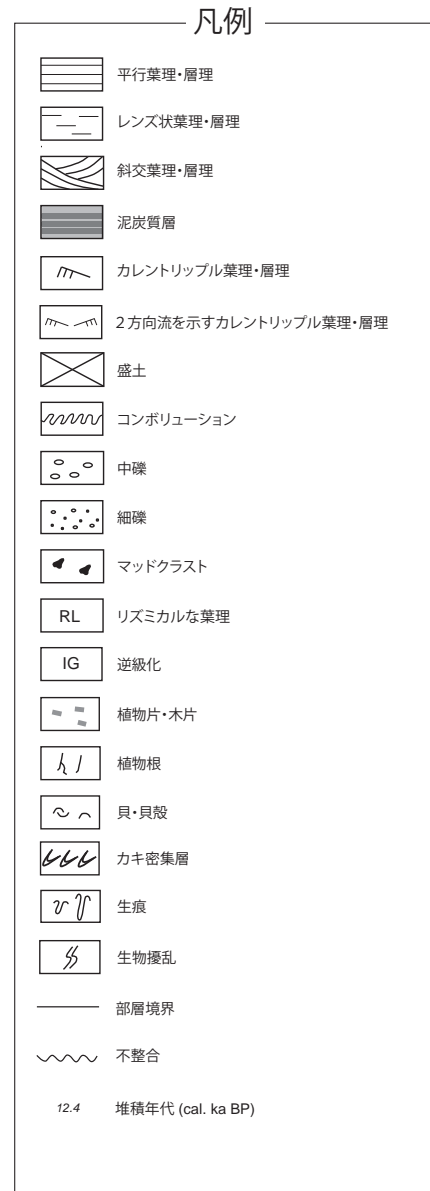 凡例
平行葉理・層理
レンズ状葉理・層理
斜交葉理・層理
泥炭質層
カレントリップル葉理・層理
２方向流を示すカレントリップル葉理・層理
盛土
コンボリューション
中礫
細礫
マッドクラスト
RL リズミカルな葉理
IG 逆級化
植物片・木片
植物根
貝・貝殻
カキ密集層
生痕
生物擾乱
部層境界
不整合
12.4 堆積年代 (cal. ka BP)